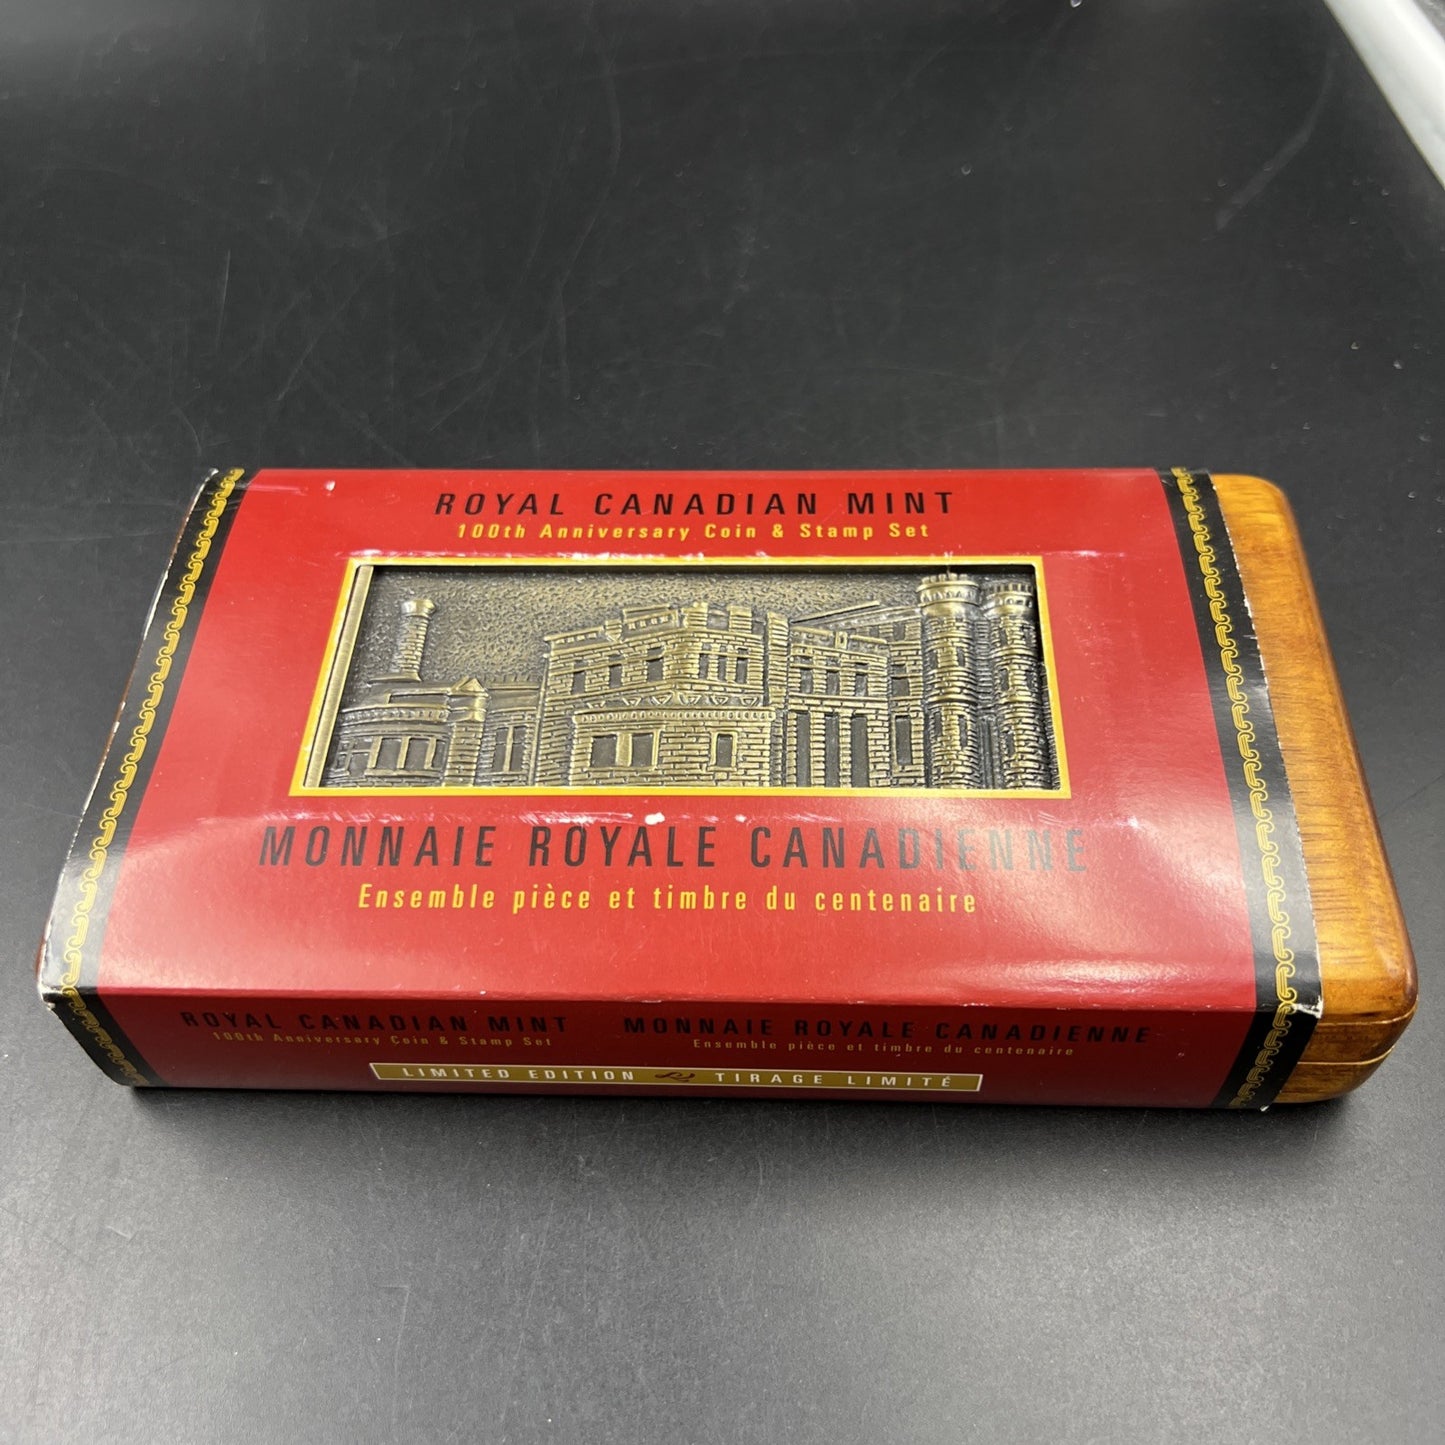 ROYAL CANADIAN MINT
100th Anniversary Coin & Stamp Set
MONNAIE ROYALE CANADIENNE
Ensemble pièce et timbre du centenaire
ROYAL CANADIAN MINT
100th Anniversary Coin & Stamp Set
MONNAIE ROYALE CANADIENNE
Ensemble pièce et timbre du centenaire
LIMITED EDITION TIRAGE LIMITÉ